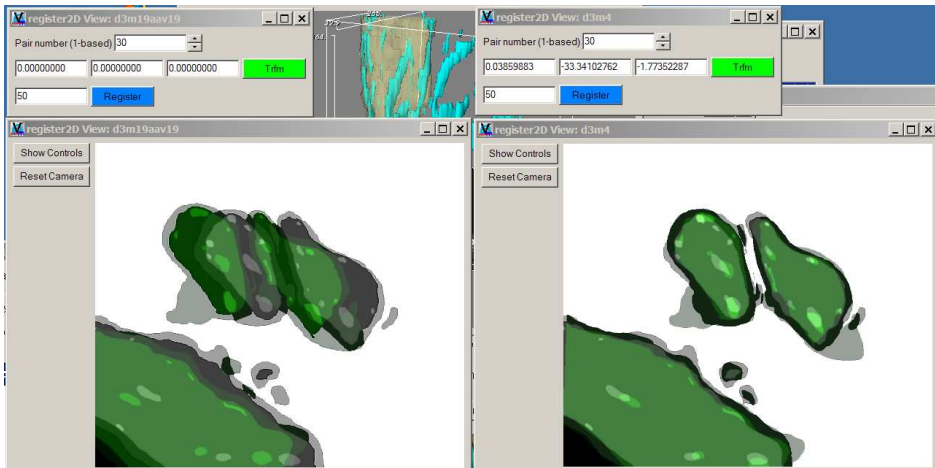 register2D View: d3m19aav19
Pair number (1-based) 30
0.00000000 0.00000000 0.00000000 Trfm
50 Register
register2D View: d3m4
Pair number (1-based) 30
0.03859883 -33.34102762 -1.77352287 Trfm
50 Register
register2D View: d3m19aav19
Show Controls
Reset Camera
register2D View: d3m4
Show Controls
Reset Camera